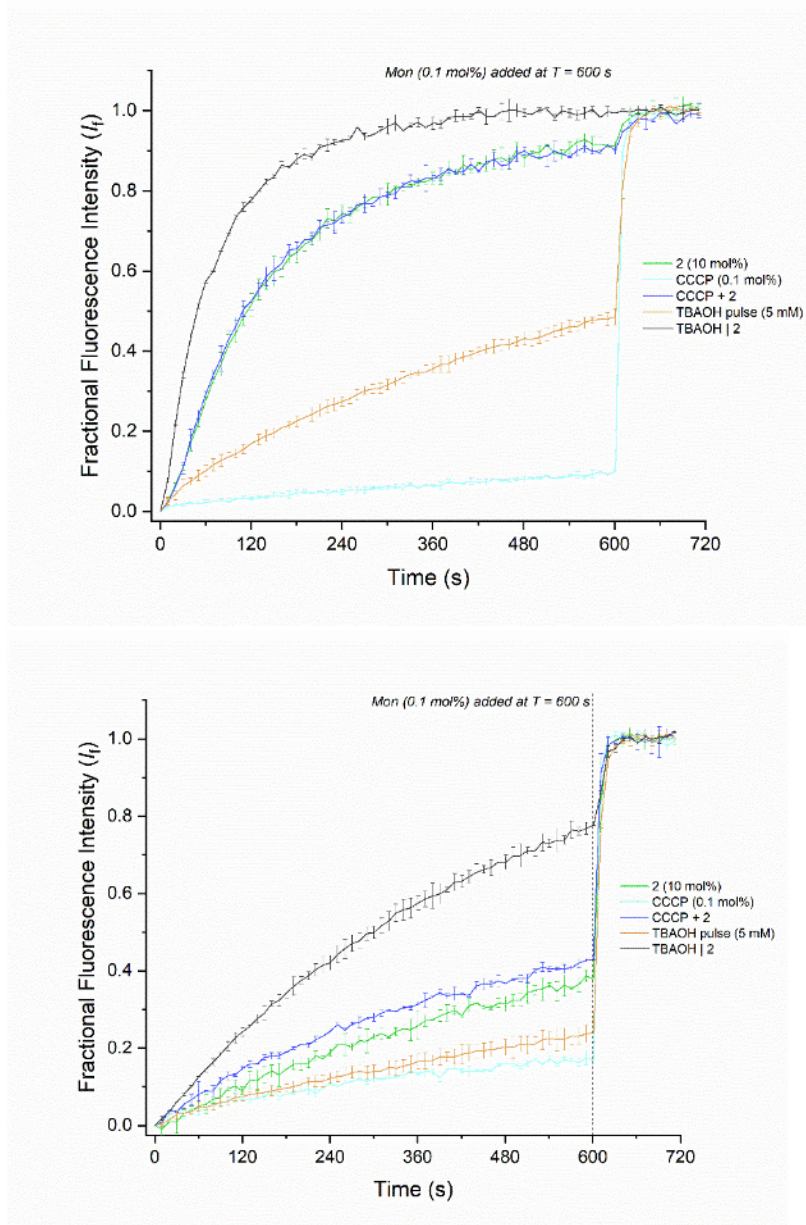 Mon (0.1 mol%) added at T = 600 s
Fractional Fluorescence Intensity (If)
1.0
0.8
0.6
0.4
0.2
0.0
2 (10 mol%)
CCCP (0.1 mol%)
CCCP + 2
TBAOH pulse (5 mM)
TBAOH | 2
0
120
240
360
480
600
720
Time (s)
Mon (0.1 mol%) added at T = 600 s
Fractional Fluorescence Intensity (If)
1.0
0.8
0.6
0.4
0.2
0.0
2 (10 mol%)
CCCP (0.1 mol%)
CCCP + 2
TBAOH pulse (5 mM)
TBAOH | 2
0
120
240
360
480
600
720
Time (s)